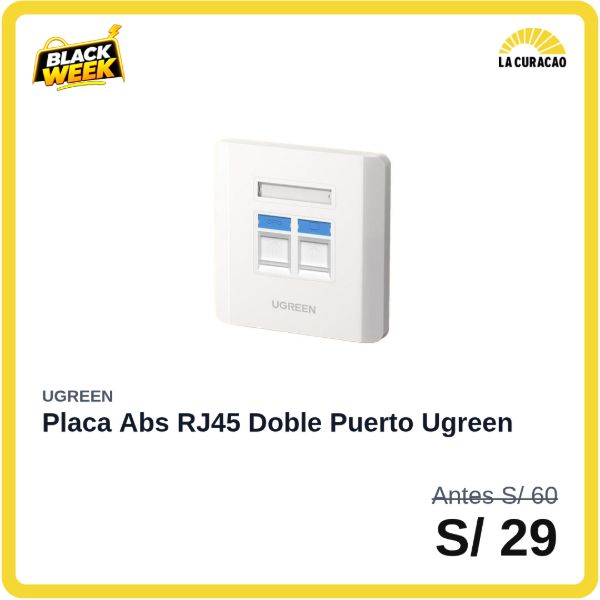 BLACK
WEEK
LA CURACAO
UGREEN
UGREEN
Placa Abs RJ45 Doble Puerto Ugreen
Antes S/ 60
S/ 29